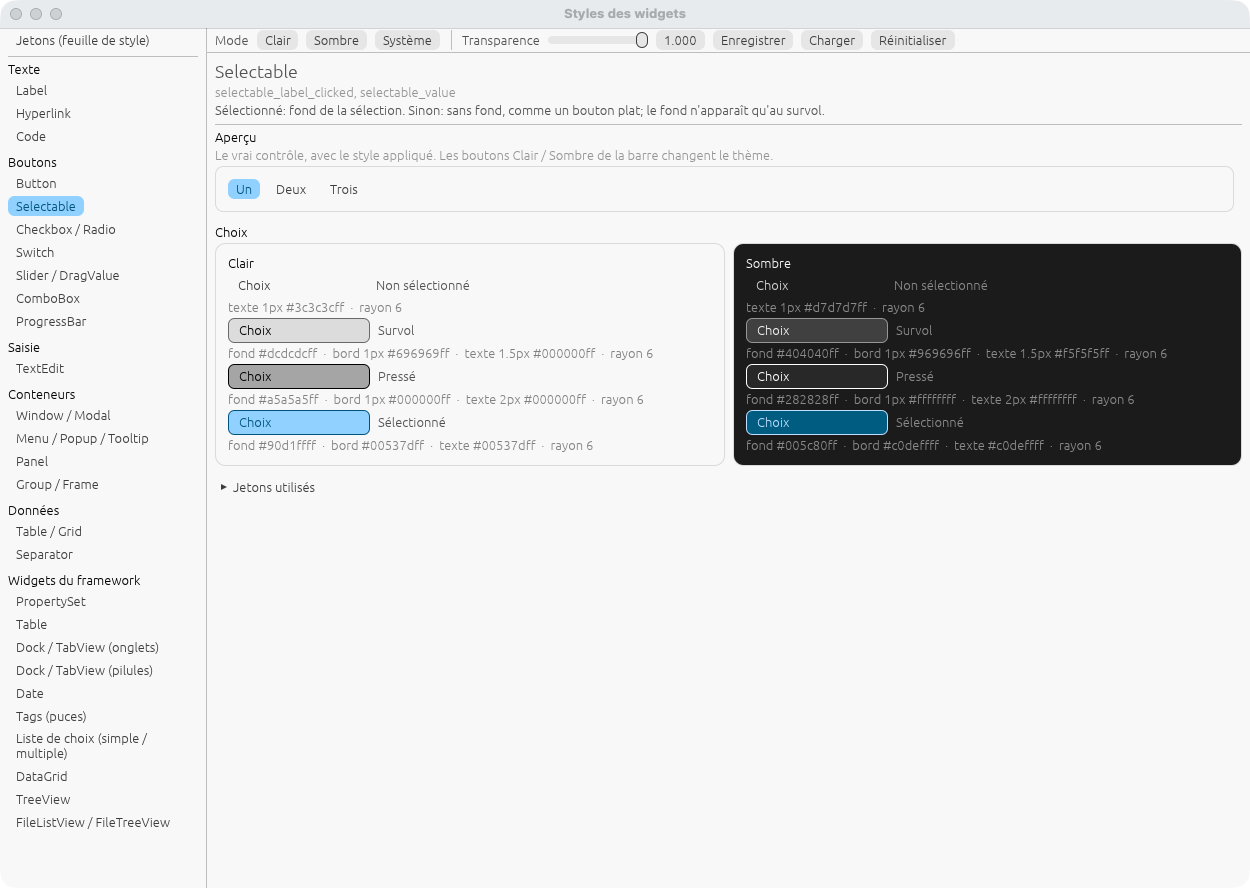 Styles des widgets
Jetons (feuille de style)
Texte
Label
Hyperlink
Code
Boutons
Button
Selectable
Checkbox / Radio
Switch
Slider / DragValue
ComboBox
ProgressBar
Saisie
TextEdit
Conteneurs
Window / Modal
Menu / Popup / Tooltip
Panel
Group / Frame
Données
Table / Grid
Separator
Widgets du framework
PropertySet
Table
Dock / TabView (onglets)
Dock / TabView (pilules)
Date
Tags (puces)
Liste de choix (simple /
multiple)
DataGrid
TreeView
FileListView / FileTreeView
Mode Clair Sombre Système Transparence 1.000 Enregistrer Charger Réinitialiser
Selectable
selectable_label_clicked, selectable_value
Sélectionné: fond de la sélection. Sinon: sans fond, comme un bouton plat; le fond n'apparaît qu'au survol.
Aperçu
Le vrai contrôle, avec le style appliqué. Les boutons Clair / Sombre de la barre changent le thème.
Un Deux Trois
Choix
Clair
Choix Non sélectionné
texte 1px #3c3c3cff · rayon 6
Choix Survol
fond #dcdcdcff · bord 1px #696969ff · texte 1.5px #000000ff · rayon 6
Choix Pressé
fond #a5a5a5ff · bord 1px #000000ff · texte 2px #000000ff · rayon 6
Choix Sélectionné
fond #90d1ffff · bord #00537dff · texte #00537dff · rayon 6
Sombre
Choix Non sélectionné
texte 1px #d7d7d7ff · rayon 6
Choix Survol
fond #404040ff · bord 1px #969696ff · texte 1.5px #f5f5f5ff · rayon 6
Choix Pressé
fond #282828ff · bord 1px #ffffffff · texte 2px #ffffffff · rayon 6
Choix Sélectionné
fond #005c80ff · bord #c0deffff · texte #c0deffff · rayon 6
Jetons utilisés